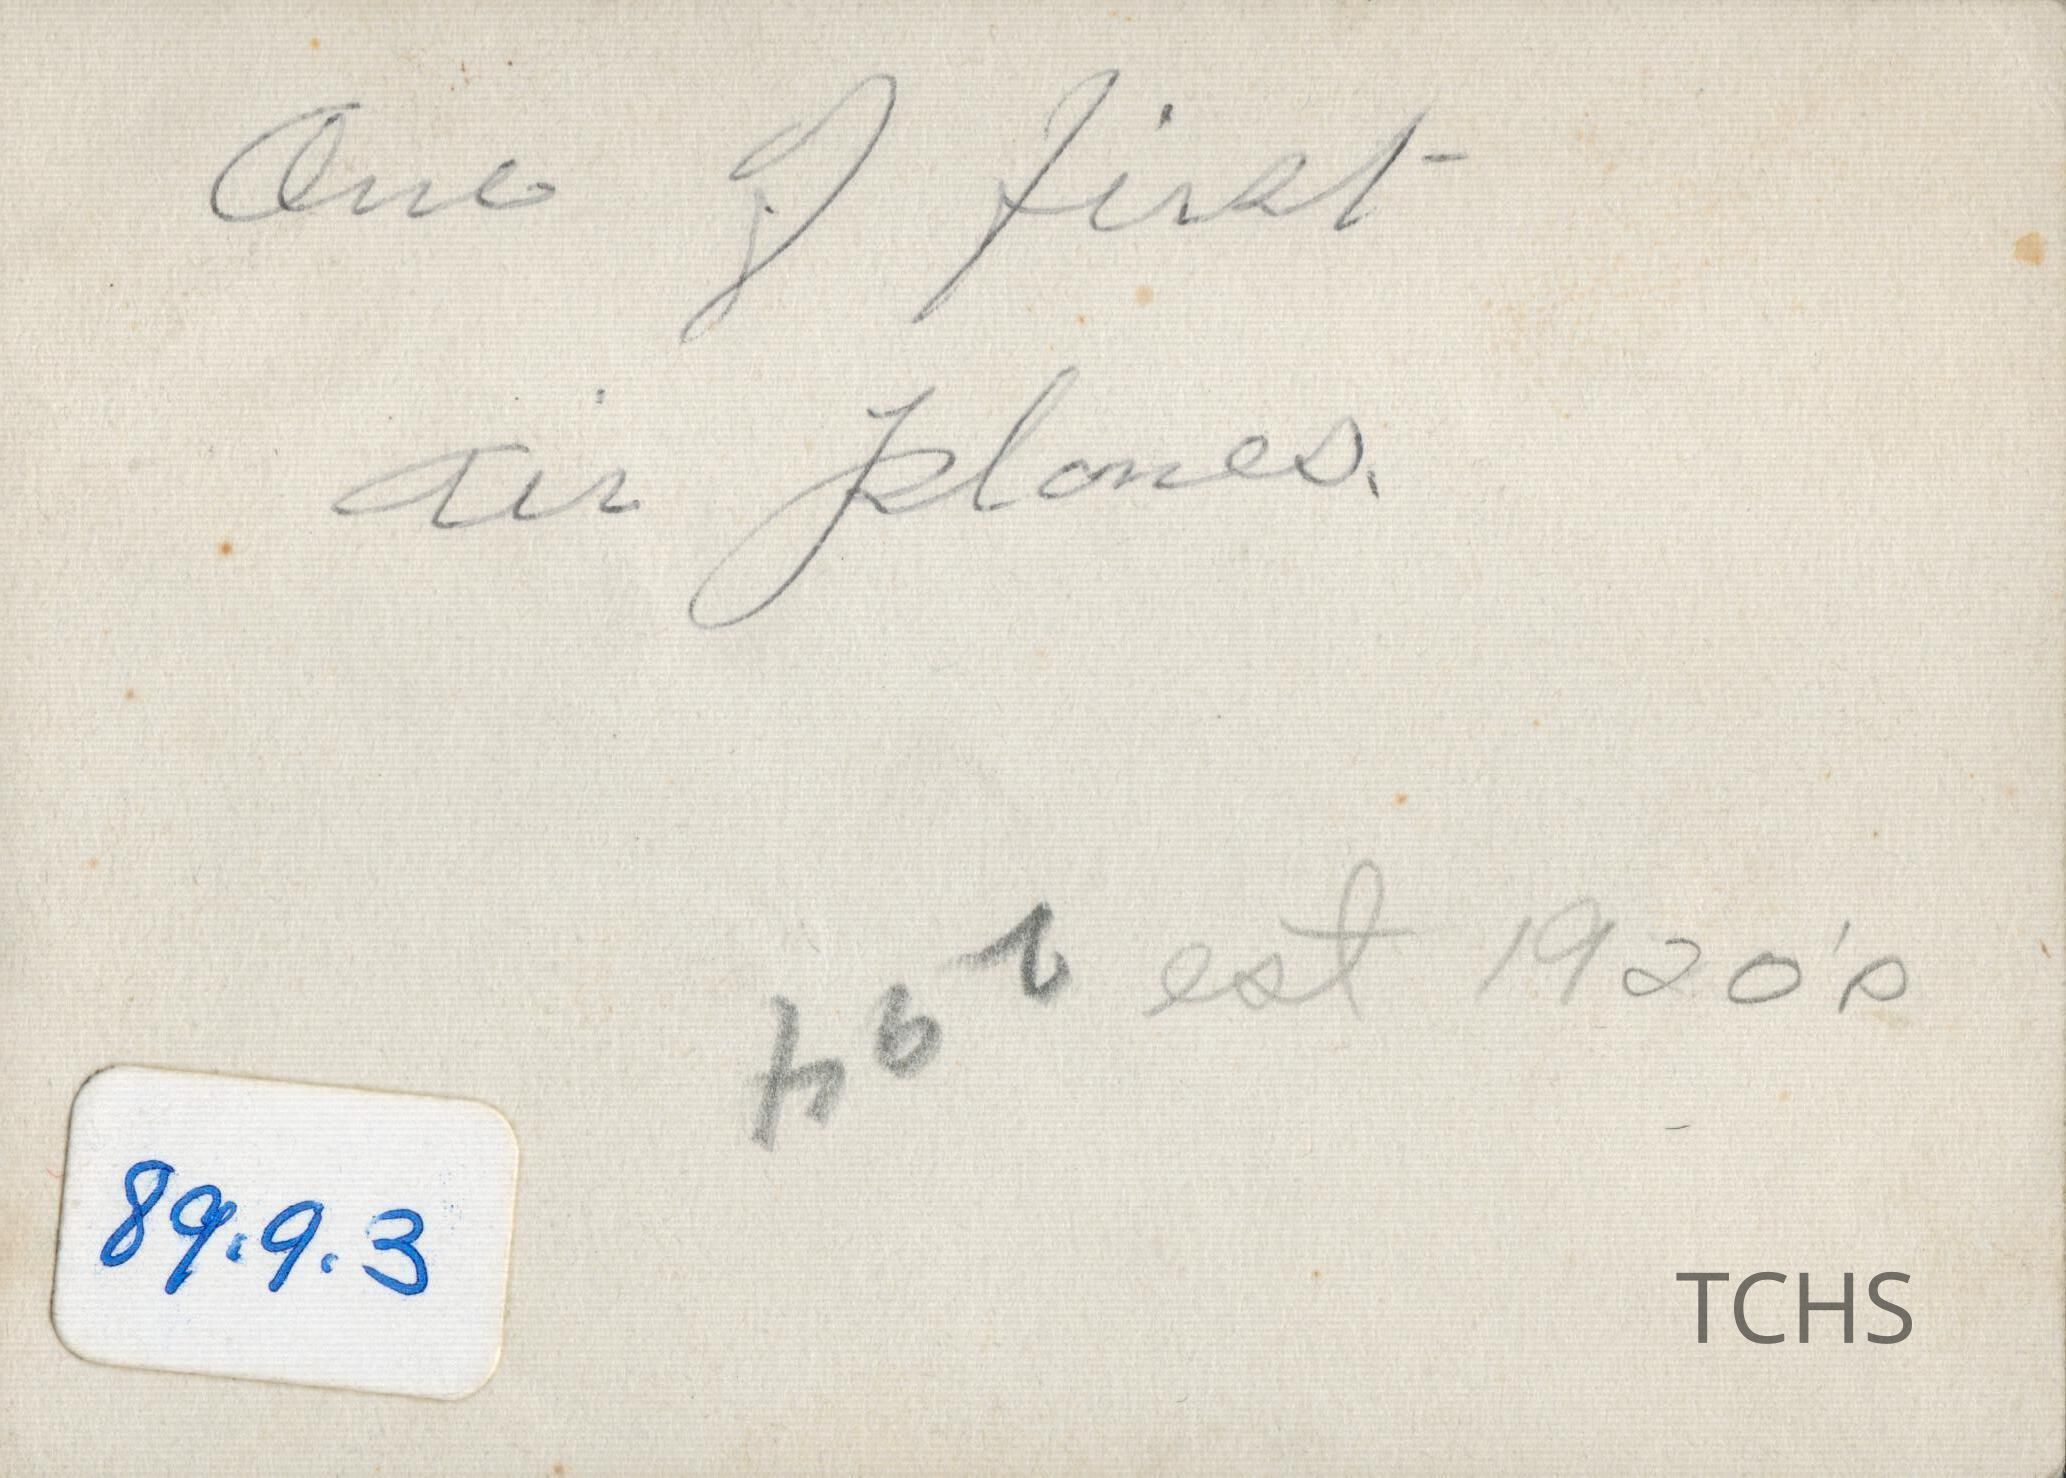 One of first
air planes.
est 1920's
89.9.3
TCHS